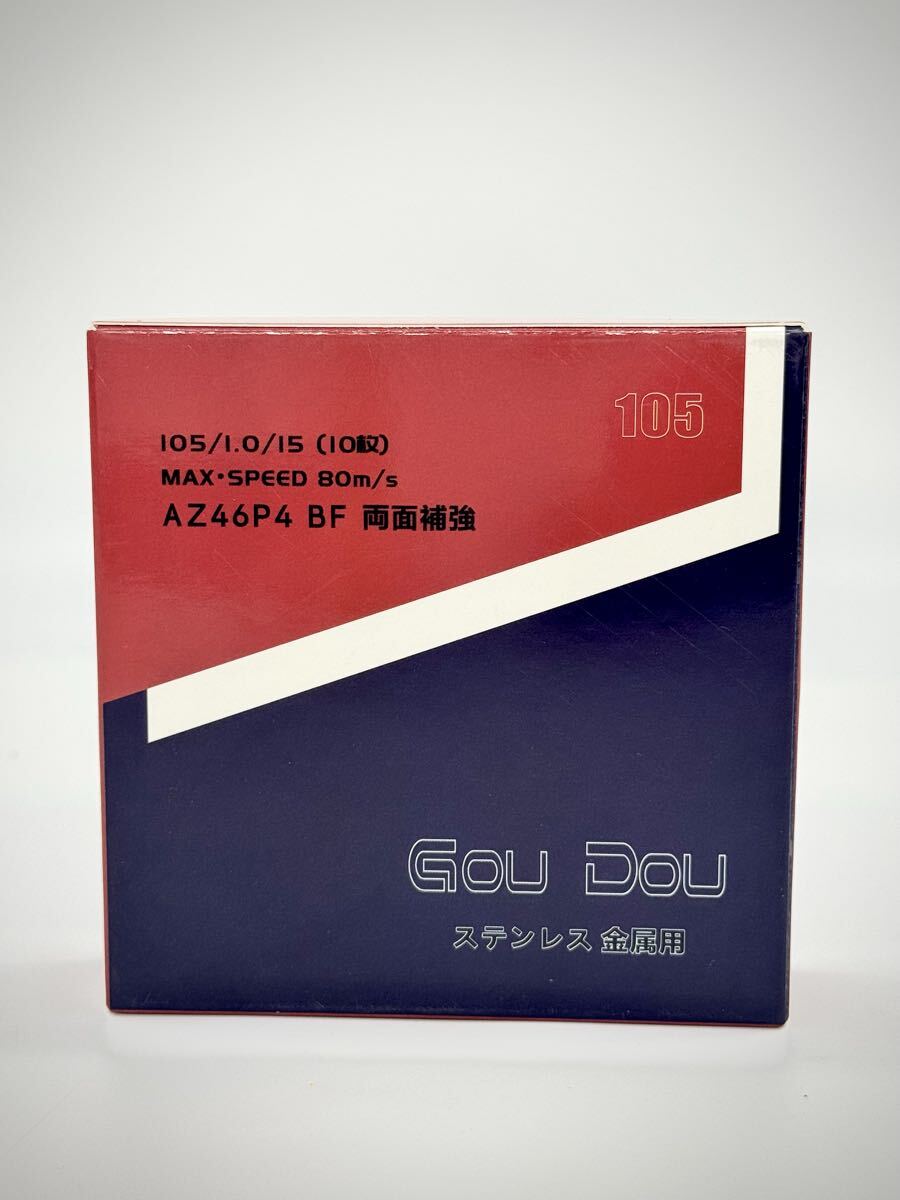 105
105/1.0/15 (10枚)
MAX・SPEED 80m/s
AZ46P4 BF 両面補強
GOU DOU
ステンレス 金属用